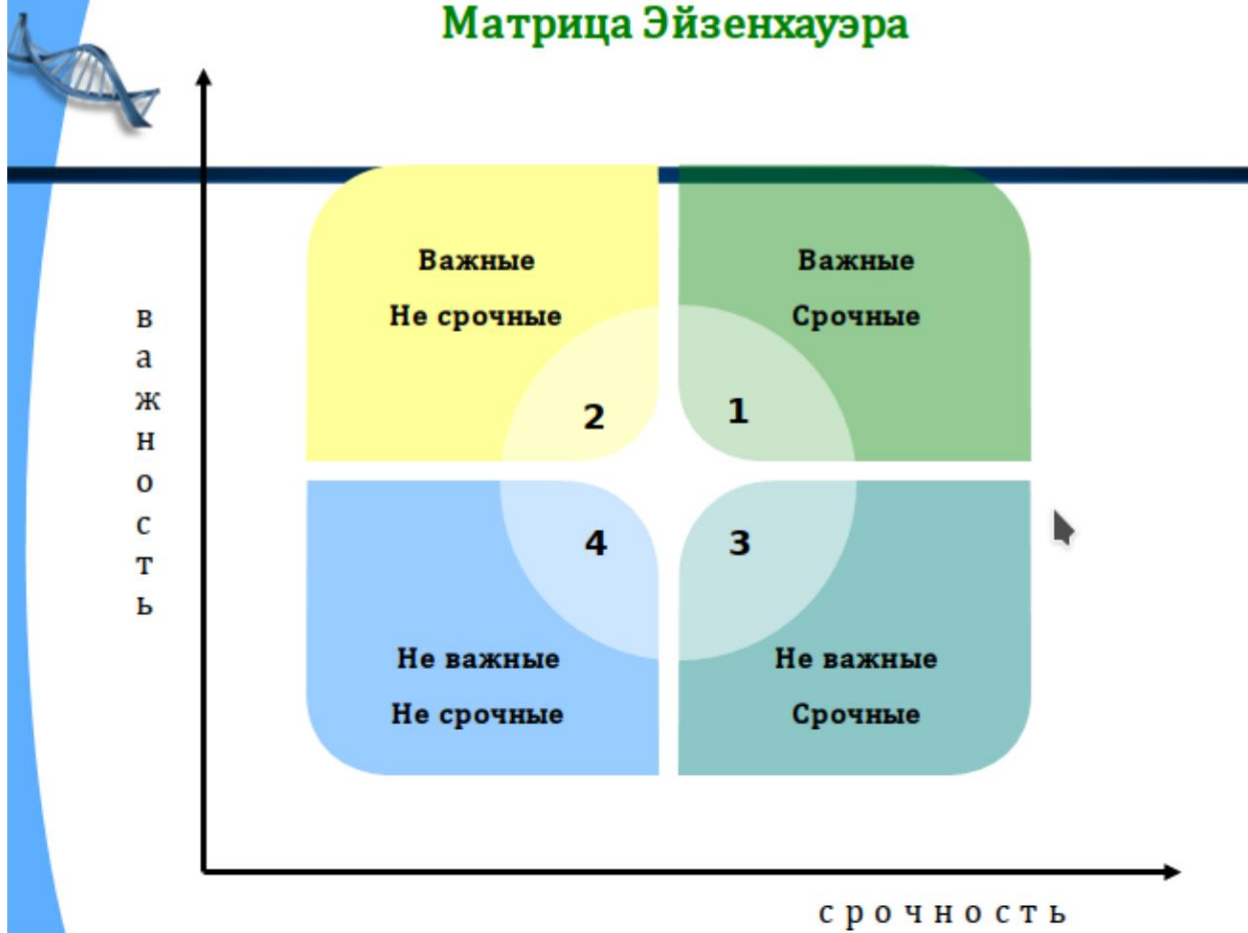 Матрица Эйзенхауэра
Важные
Не срочные
2
Важные
Срочные
1
важность
4
Не важные
Не срочные
3
Не важные
Срочные
срочность